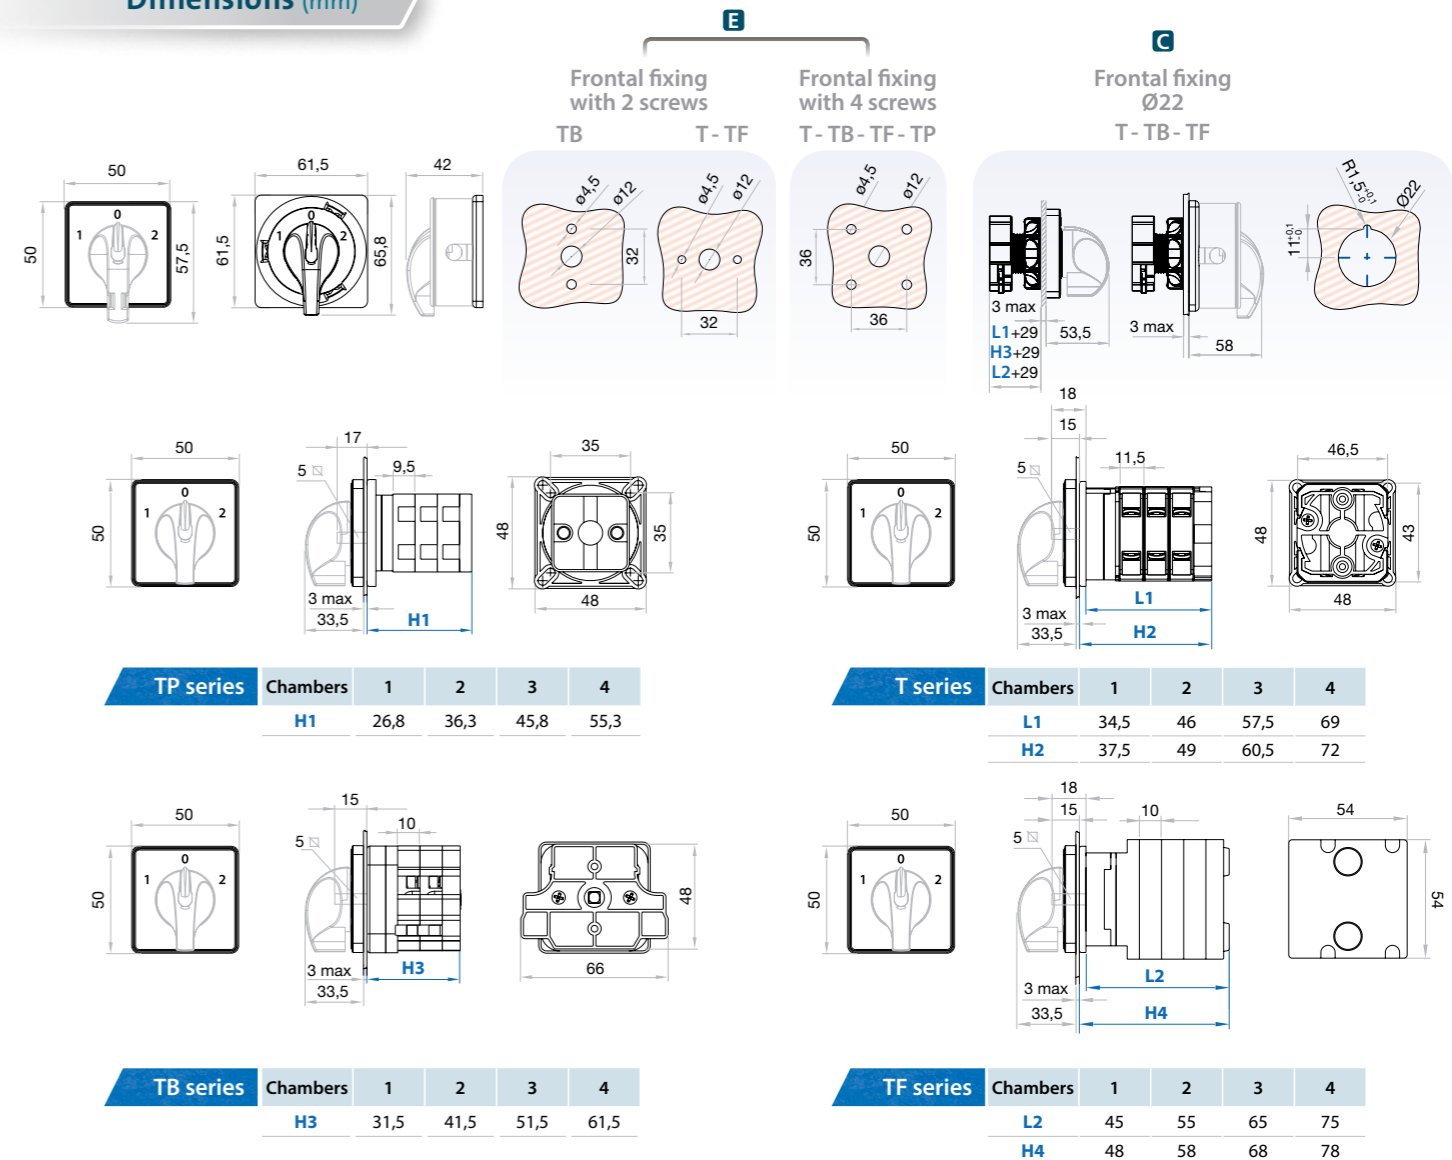 Dimensions (mm)
E
C
Frontal fixing
with 2 screws
TB
T - TF
Frontal fixing
with 4 screws
T - TB - TF - TP
Frontal fixing
Ø22
T - TB - TF
50
50
57,5
0
1
2
61,5
61,5
65,8
0
1
2
42
ø4,5
ø12
32
ø4,5
ø12
32
ø4,5
ø12
36
36
3 max
L1+29
H3+29
L2+29
53,5
3 max
58
R1,5+0,1 -0
Ø22
11+0,1 -0
50
50
0
1
2
17
5
9,5
3 max
33,5
H1
35
48
35
48
50
50
0
1
2
18
15
5
11,5
3 max
33,5
L1
H2
46,5
48
43
48
TP series Chambers 1 2 3 4
H1 26,8 36,3 45,8 55,3
T series Chambers 1 2 3 4
L1 34,5 46 57,5 69
H2 37,5 49 60,5 72
50
50
0
1
2
15
5
10
3 max
33,5
H3
48
66
50
50
0
1
2
18
15
5
10
3 max
33,5
L2
H4
54
54
TB series Chambers 1 2 3 4
H3 31,5 41,5 51,5 61,5
TF series Chambers 1 2 3 4
L2 45 55 65 75
H4 48 58 68 78